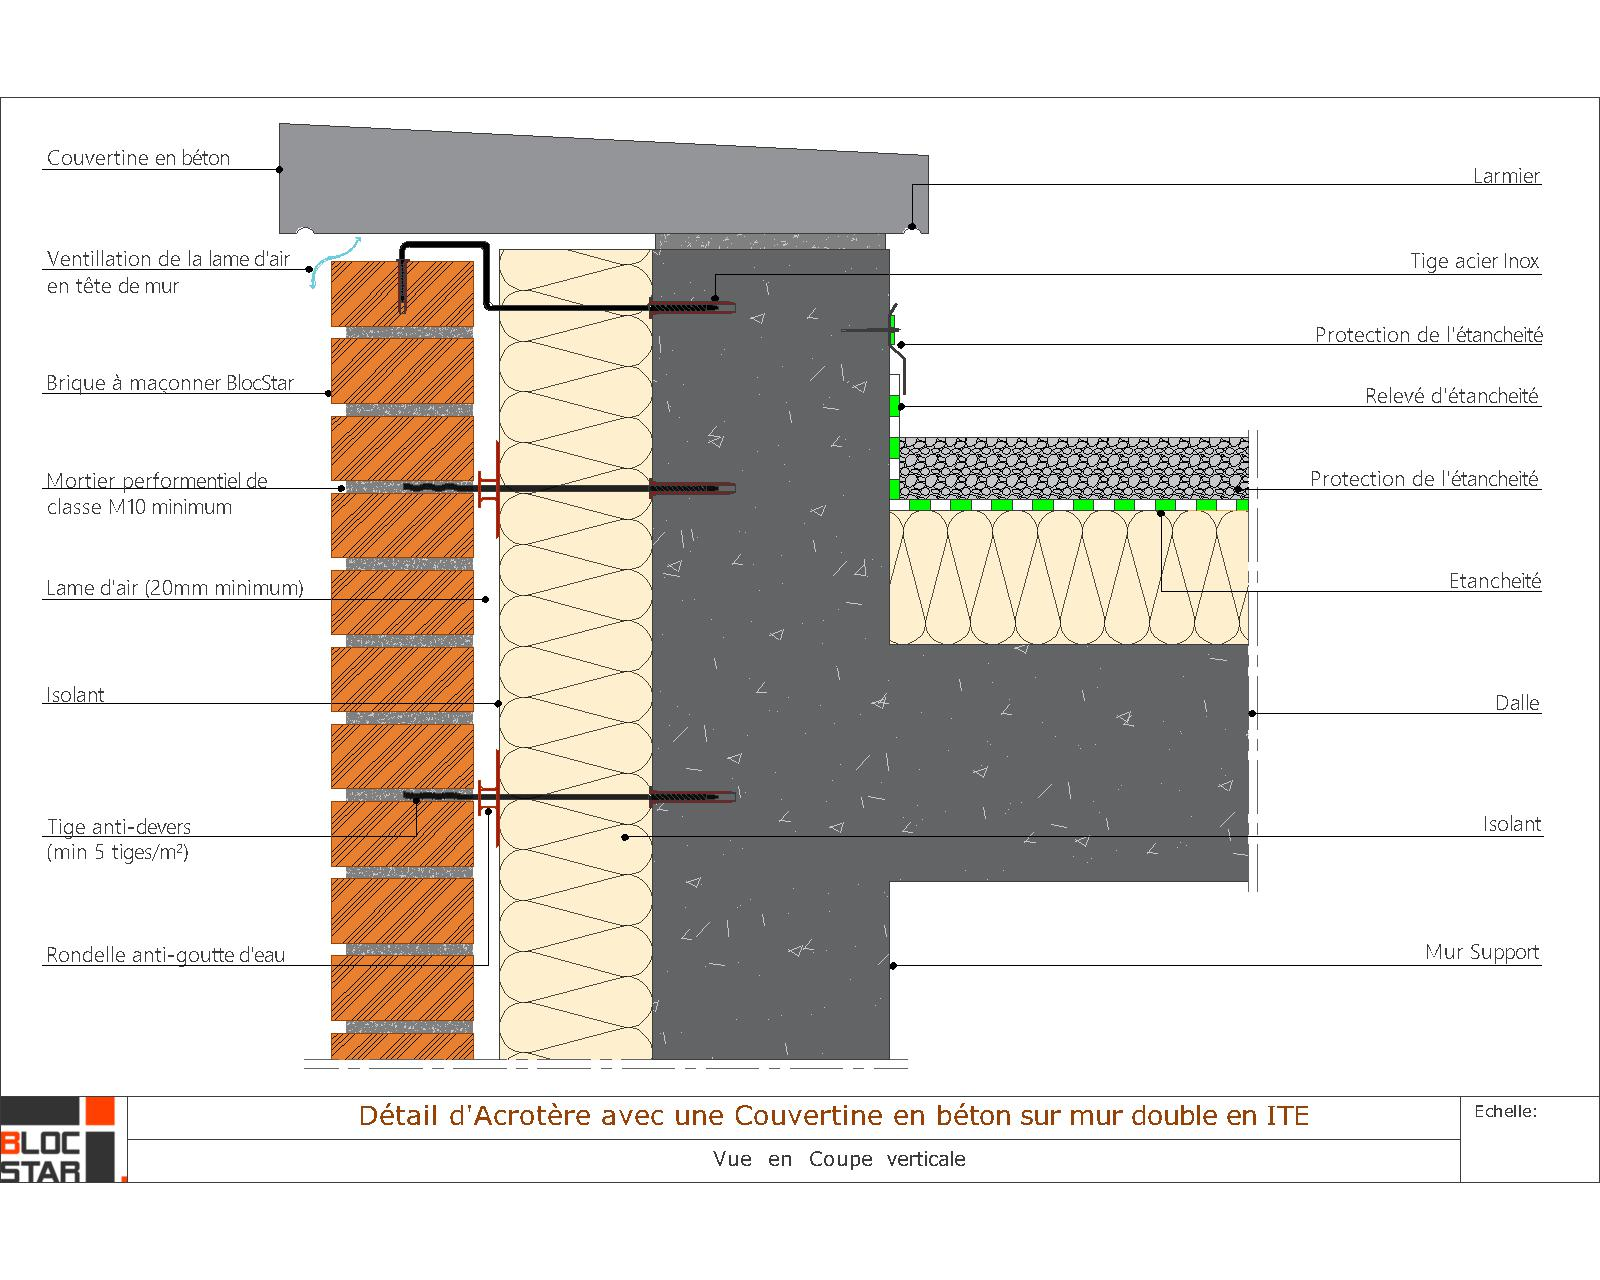 Couvertine en béton
Ventillation de la lame d'air
en tête de mur
Brique à maçonner BlocStar
Mortier performentiel de
classe M10 minimum
Lame d'air (20mm minimum)
Isolant
Tige anti-devers
(min 5 tiges/m²)
Rondelle anti-goutte d'eau
Larmier
Tige acier Inox
Protection de l'étancheité
Relevé d'étancheité
Protection de l'étancheité
Etancheité
Dalle
Isolant
Mur Support
BLOC
STAR
Détail d'Acrotère avec une Couvertine en béton sur mur double en ITE
Vue en Coupe verticale
Echelle: